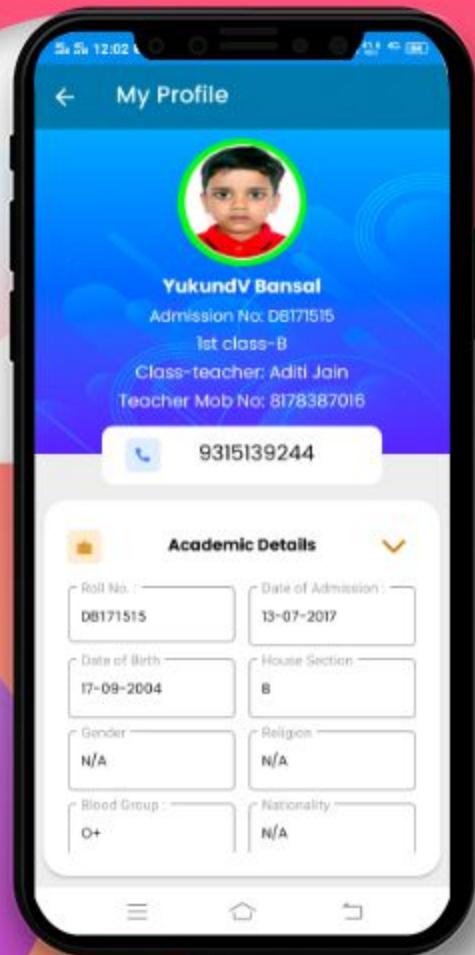 12:02
My Profile
YukundV Bansal
Admission No: DB171515
1st class-B
Class-teacher: Aditi Jain
Teacher Mob No: 8178387016
9315139244
Academic Details
Roll No. : Date of Admission :
DB171515 13-07-2017
Date of Birth House Section
17-09-2004 B
Gender Religion
N/A N/A
Blood Group : Nationality
O+ N/A